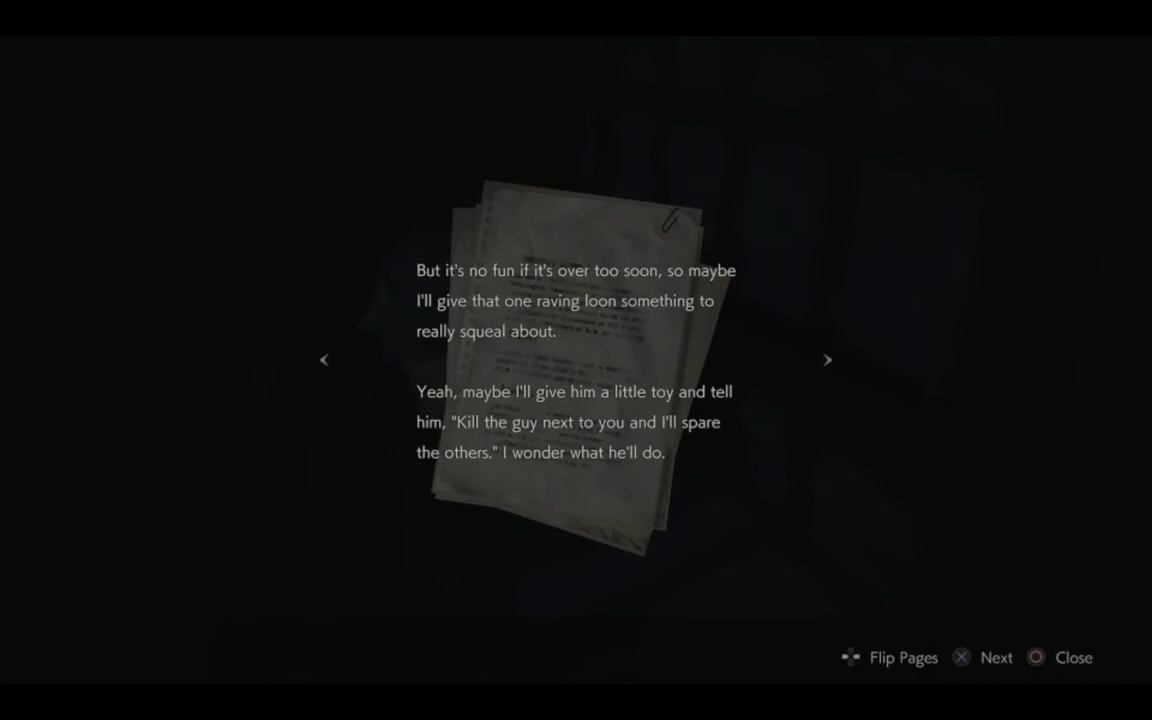 But it's no fun if it's over too soon, so maybe
I'll give that one raving loon something to
really squeal about.
Yeah, maybe I'll give him a little toy and tell
him, "Kill the guy next to you and I'll spare
the others." I wonder what he'll do.
Flip Pages Next Close